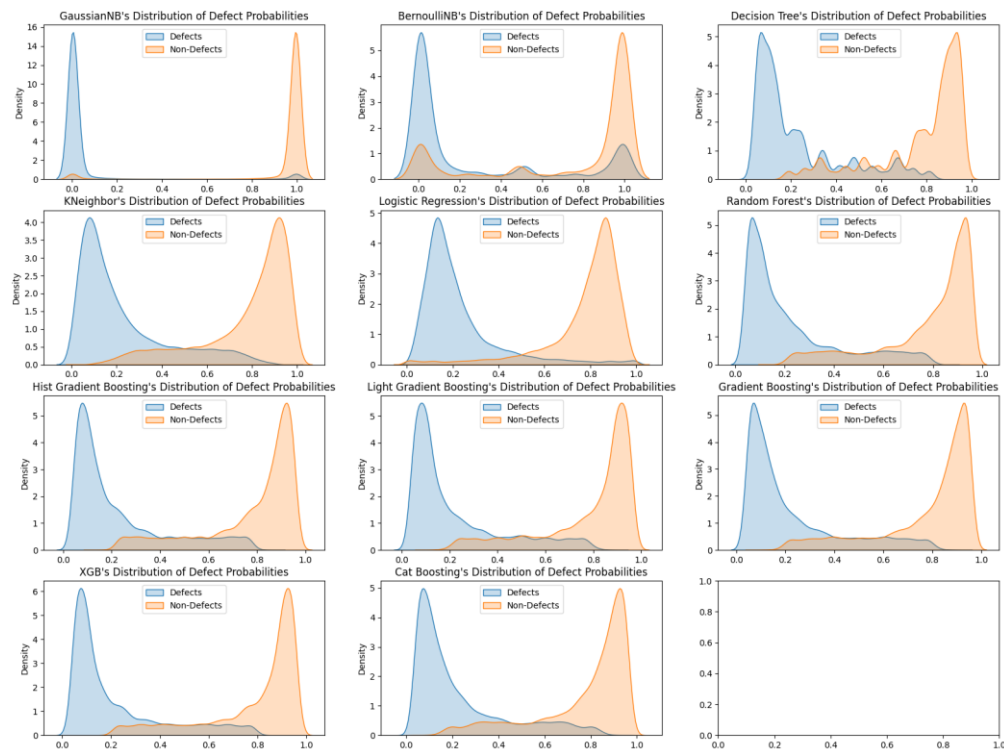 GaussianNB's Distribution of Defect Probabilities
Density
16
14
12
10
8
6
4
2
0
Defects
Non-Defects
0.0 0.2 0.4 0.6 0.8 1.0
BernoulliNB's Distribution of Defect Probabilities
Density
5
4
3
2
1
0
Defects
Non-Defects
0.0 0.2 0.4 0.6 0.8 1.0
Decision Tree's Distribution of Defect Probabilities
Density
5
4
3
2
1
0
Defects
Non-Defects
0.0 0.2 0.4 0.6 0.8 1.0
KNeighbor's Distribution of Defect Probabilities
Density
4.0
3.5
3.0
2.5
2.0
1.5
1.0
0.5
0.0
Defects
Non-Defects
0.0 0.2 0.4 0.6 0.8 1.0
Logistic Regression's Distribution of Defect Probabilities
Density
5
4
3
2
1
0
Defects
Non-Defects
0.0 0.2 0.4 0.6 0.8 1.0
Random Forest's Distribution of Defect Probabilities
Density
5
4
3
2
1
0
Defects
Non-Defects
0.0 0.2 0.4 0.6 0.8 1.0
Hist Gradient Boosting's Distribution of Defect Probabilities
Density
5
4
3
2
1
0
Defects
Non-Defects
0.0 0.2 0.4 0.6 0.8 1.0
Light Gradient Boosting's Distribution of Defect Probabilities
Density
5
4
3
2
1
0
Defects
Non-Defects
0.0 0.2 0.4 0.6 0.8 1.0
Gradient Boosting's Distribution of Defect Probabilities
Density
5
4
3
2
1
0
Defects
Non-Defects
0.0 0.2 0.4 0.6 0.8 1.0
XGB's Distribution of Defect Probabilities
Density
6
5
4
3
2
1
0
Defects
Non-Defects
0.0 0.2 0.4 0.6 0.8 1.0
Cat Boosting's Distribution of Defect Probabilities
Density
5
4
3
2
1
0
Defects
Non-Defects
0.0 0.2 0.4 0.6 0.8 1.0
1.0
0.8
0.6
0.4
0.2
0.0
0.0 0.2 0.4 0.6 0.8 1.0